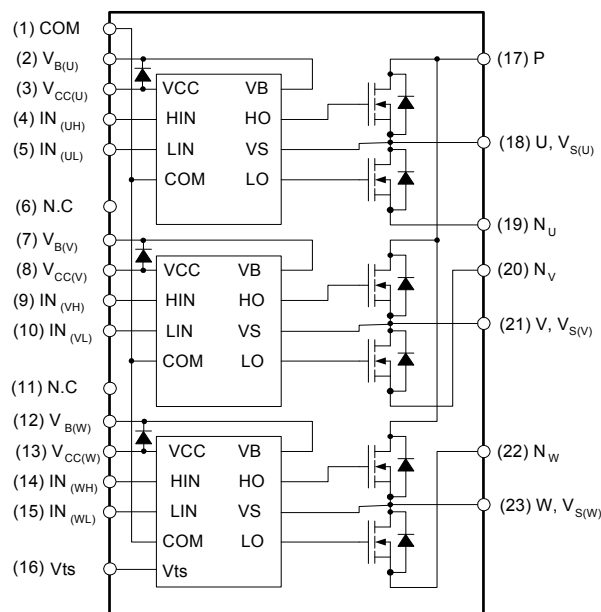 (1) COM
(2) V_B(U)
(3) V_CC(U)
(4) IN_(UH)
(5) IN_(UL)
(6) N.C
(7) V_B(V)
(8) V_CC(V)
(9) IN_(VH)
(10) IN_(VL)
(11) N.C
(12) V_B(W)
(13) V_CC(W)
(14) IN_(WH)
(15) IN_(WL)
(16) Vts
VCC VB
HIN HO
LIN VS
COM LO
VCC VB
HIN HO
LIN VS
COM LO
VCC VB
HIN HO
LIN VS
COM LO
Vts
(17) P
(18) U, V_S(U)
(19) N_U
(20) N_V
(21) V, V_S(V)
(22) N_W
(23) W, V_S(W)